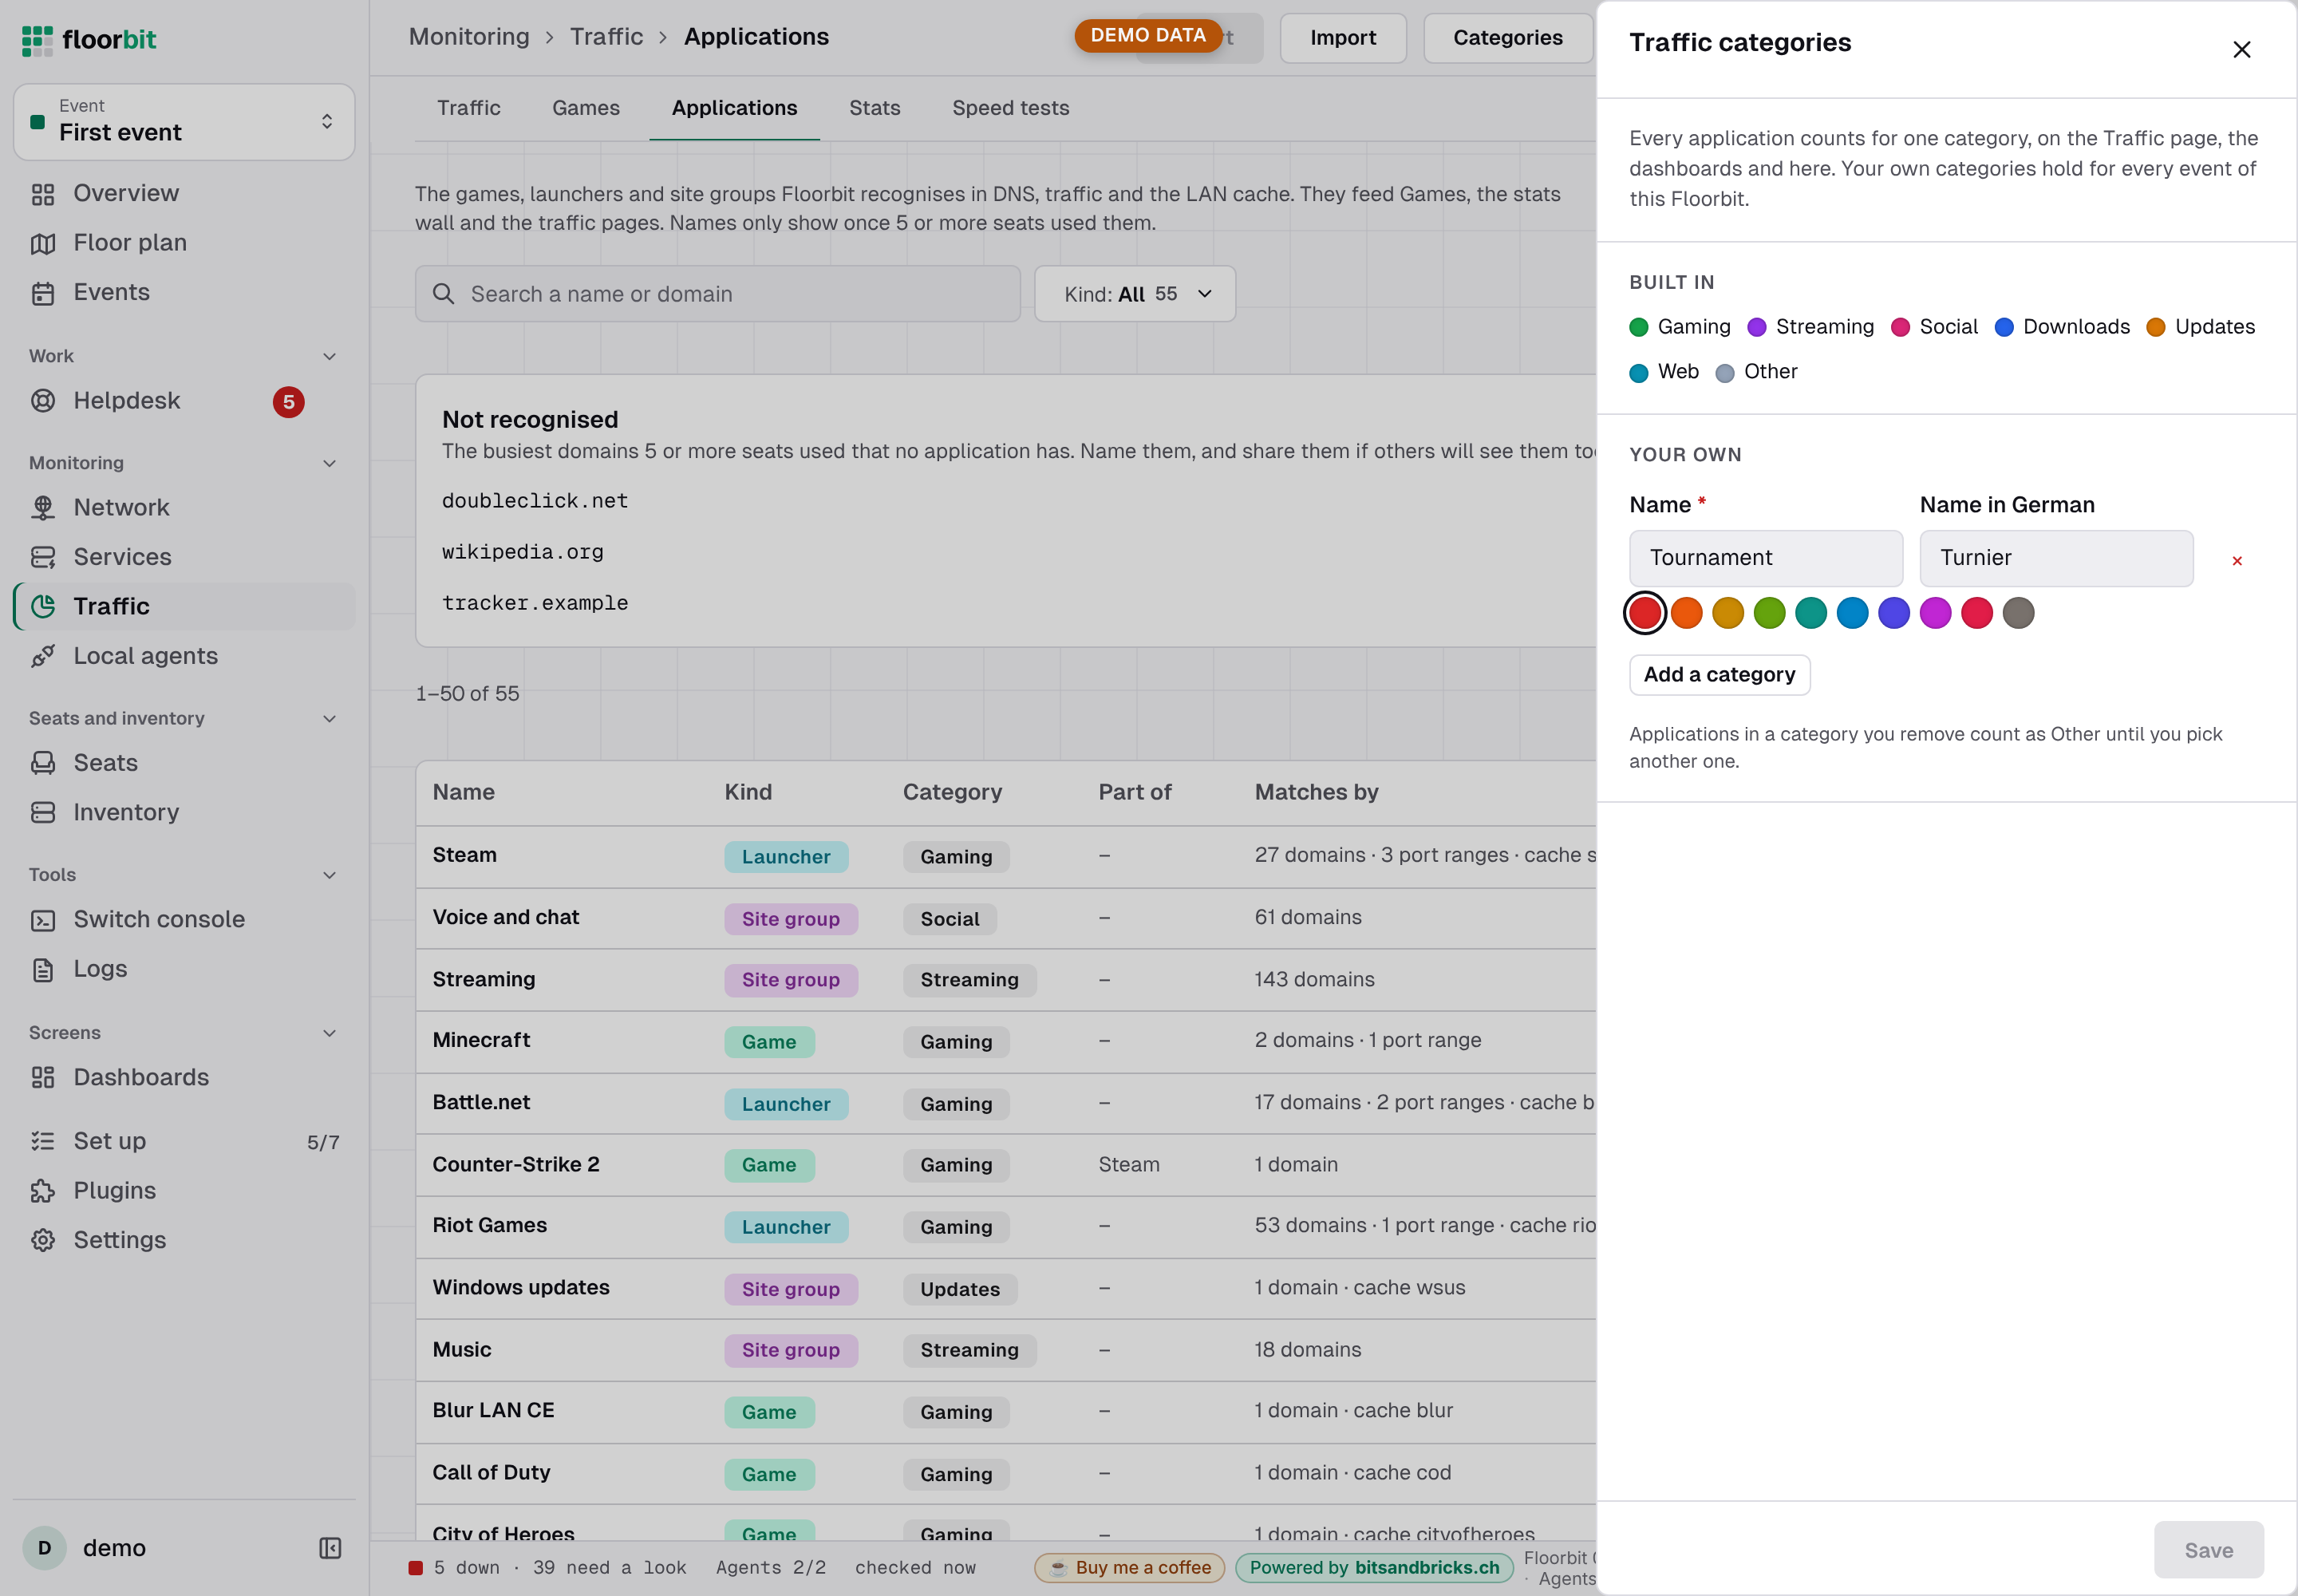 floorbit
Event
First event
Overview
Floor plan
Events
Work
Helpdesk
5
Monitoring
Network
Services
Traffic
Local agents
Seats and inventory
Seats
Inventory
Tools
Switch console
Logs
Screens
Dashboards
Set up
5/7
Plugins
Settings
D
demo
Monitoring > Traffic > Applications
DEMO DATA
Import
Categories
Traffic
Games
Applications
Stats
Speed tests
The games, launchers and site groups Floorbit recognises in DNS, traffic and the LAN cache. They feed Games, the stats
wall and the traffic pages. Names only show once 5 or more seats used them.
Search a name or domain
Kind: All 55
Not recognised
The busiest domains 5 or more seats used that no application has. Name them, and share them if others will see them
doubleclick.net
wikipedia.org
tracker.example
1–50 of 55
Name Kind Category Part of Matches by
Steam Launcher Gaming – 27 domains · 3 port ranges · cache
Voice and chat Site group Social – 61 domains
Streaming Site group Streaming – 143 domains
Minecraft Game Gaming – 2 domains · 1 port range
Battle.net Launcher Gaming – 17 domains · 2 port ranges · cache
Counter-Strike 2 Game Gaming Steam 1 domain
Riot Games Launcher Gaming – 53 domains · 1 port range · cache
Windows updates Site group Updates – 1 domain · cache wsus
Music Site group Streaming – 18 domains
Blur LAN CE Game Gaming – 1 domain · cache blur
Call of Duty Game Gaming – 1 domain · cache cod
City of Heroes Game Gaming – 1 domain · cache cityofheroes
5 down · 39 need a look
Agents 2/2
checked now
☕ Buy me a coffee
Powered by bitsandbricks.ch
Floorbit
· Agents
Traffic categories
Every application counts for one category, on the Traffic page, the
dashboards and here. Your own categories hold for every event of
this Floorbit.
BUILT IN
Gaming Streaming Social Downloads Updates
Web Other
YOUR OWN
Name * Name in German
Tournament Turnier ×
Add a category
Applications in a category you remove count as Other until you pick
another one.
Save